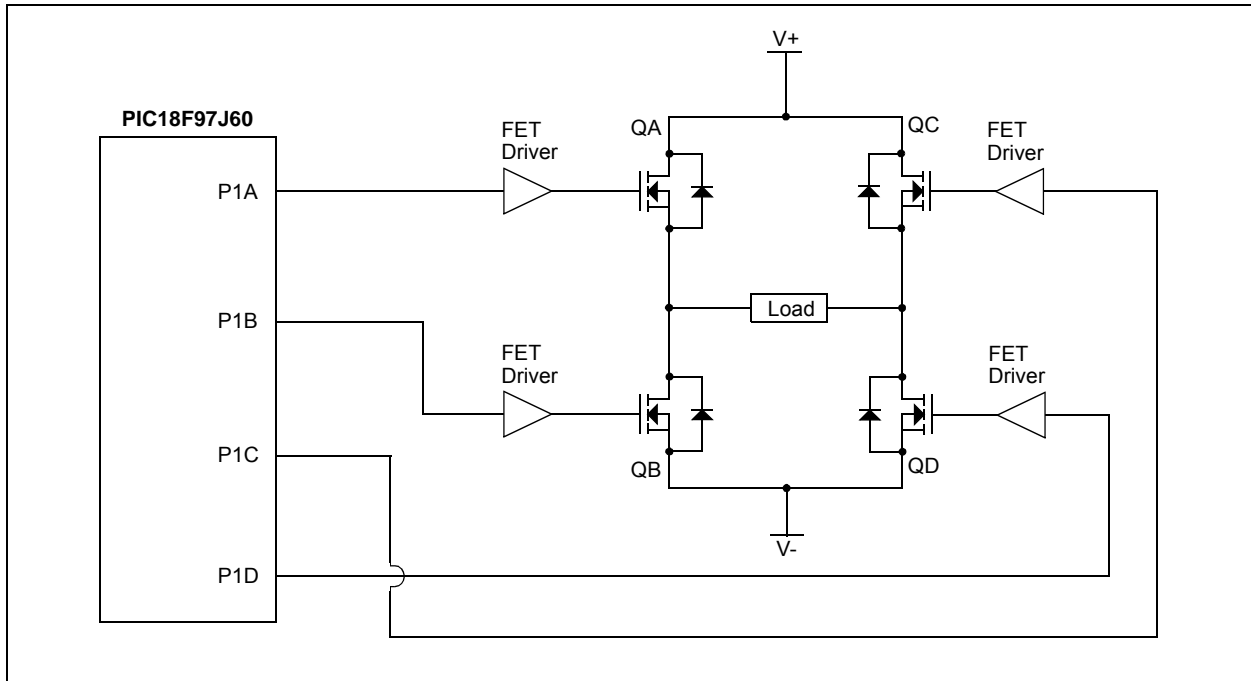 V+
PIC18F97J60
FET
Driver
QA
QC
FET
Driver
P1A
P1B
Load
FET
Driver
FET
Driver
P1C
QB
QD
V-
P1D